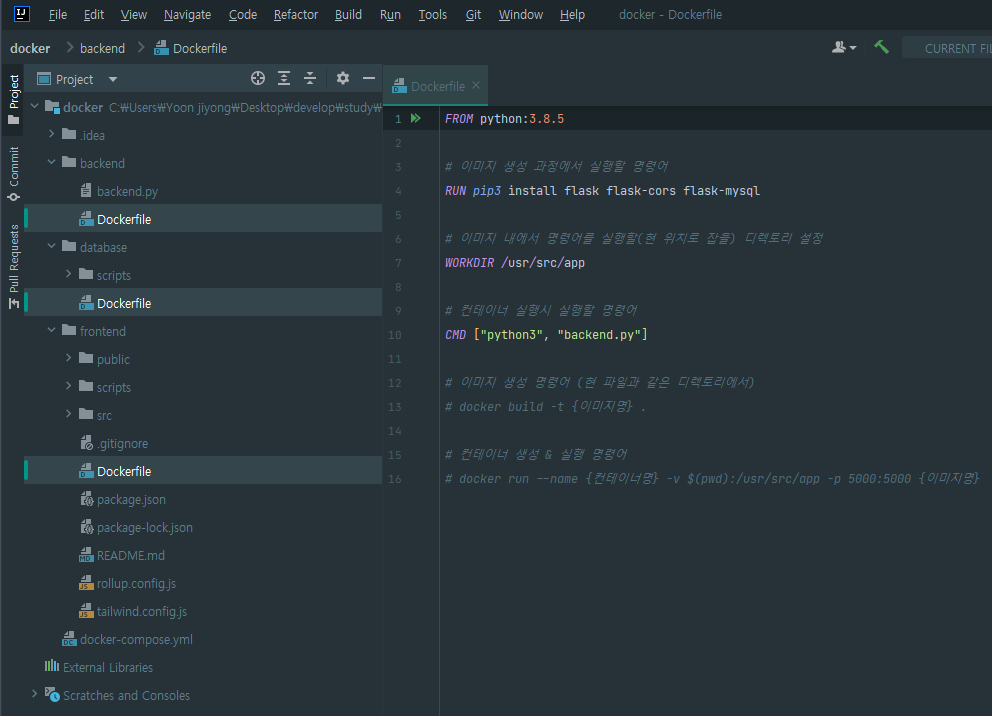 File Edit View Navigate Code Refactor Build Run Tools Git Window Help docker - Dockerfile
docker backend Dockerfile CURRENT FIL
Project
Commit
Pull Requests
Project
docker C:₩Users₩Yoon jiyong₩Desktop₩develop₩study₩
.idea
backend
backend.py
Dockerfile
database
scripts
Dockerfile
frontend
public
scripts
src
.gitignore
Dockerfile
package.json
package-lock.json
README.md
rollup.config.js
tailwind.config.js
docker-compose.yml
External Libraries
Scratches and Consoles
Dockerfile
1 FROM python:3.8.5
2
3 # 이미지 생성 과정에서 실행할 명령어
4 RUN pip3 install flask flask-cors flask-mysql
5
6 # 이미지 내에서 명령어를 실행할(현 위치로 잡을) 디렉토리 설정
7 WORKDIR /usr/src/app
8
9 # 컨테이너 실행시 실행할 명령어
10 CMD ["python3", "backend.py"]
11
12 # 이미지 생성 명령어 (현 파일과 같은 디렉토리에서)
13 # docker build -t {이미지명} .
14
15 # 컨테이너 생성 & 실행 명령어
16 # docker run --name {컨테이너명} -v $(pwd):/usr/src/app -p 5000:5000 {이미지명}